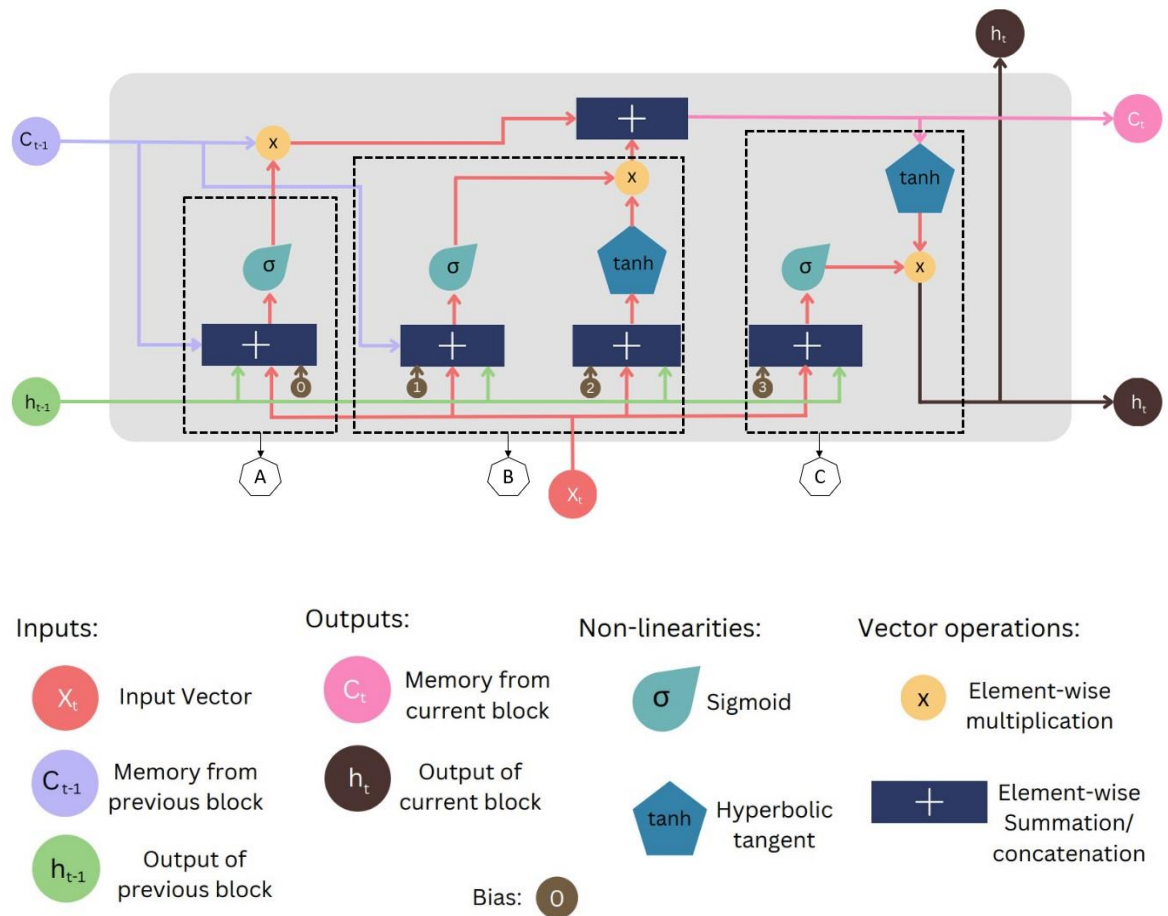 hₜ
Cₜ₋₁
x
+
Cₜ
tanh
x
σ
σ
tanh
σ
x
+
+
+
+
0
1
2
3
hₜ₋₁
hₜ
A
B
C
Xₜ
Inputs:
Outputs:
Non-linearities:
Vector operations:
Xₜ
Input Vector
Cₜ
Memory from
current block
σ
Sigmoid
x
Element-wise
multiplication
Cₜ₋₁
Memory from
previous block
hₜ
Output of
current block
tanh
Hyperbolic
tangent
+
Element-wise
Summation/
concatenation
hₜ₋₁
Output of
previous block
Bias: 0